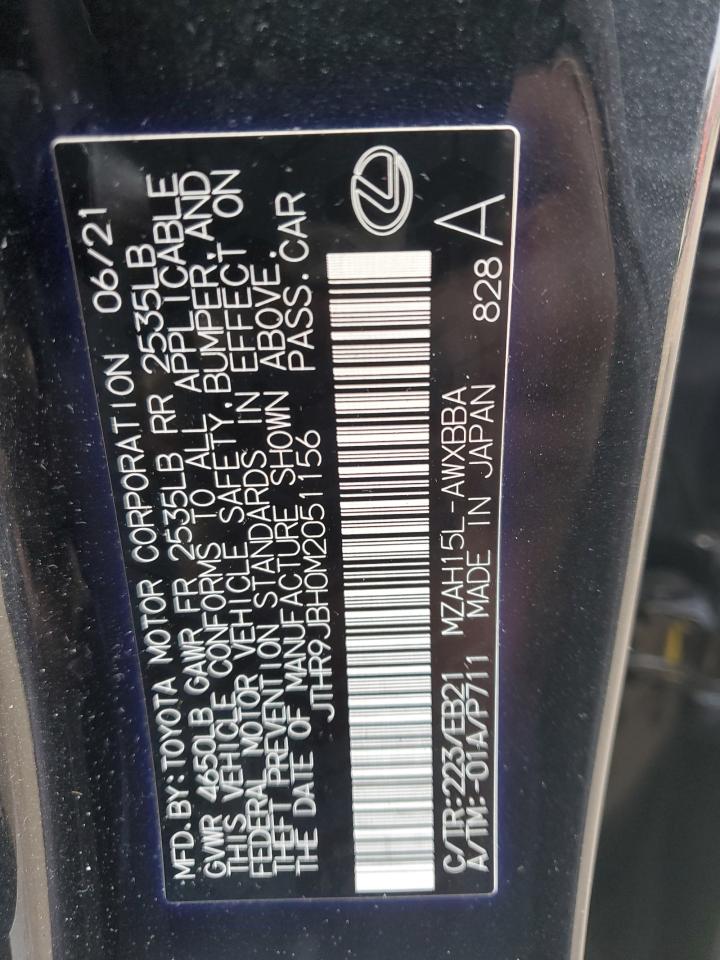 MFD. BY: TOYOTA MOTOR CORPORATION 06/21
GVWR 4650LB GAWR FR 2535LB RR 2535LB
THIS VEHICLE CONFORMS TO ALL APPLICABLE
FEDERAL MOTOR VEHICLE SAFETY, BUMPER, AND
THEFT PREVENTION STANDARDS IN EFFECT ON
THE DATE OF MANUFACTURE SHOWN ABOVE.
JTHR9JBH0M2051156 PASS. CAR
C/TR:223/EB21 MZAH15L-AWXBBA 828
A/TM:-01A/P711 MADE IN JAPAN A